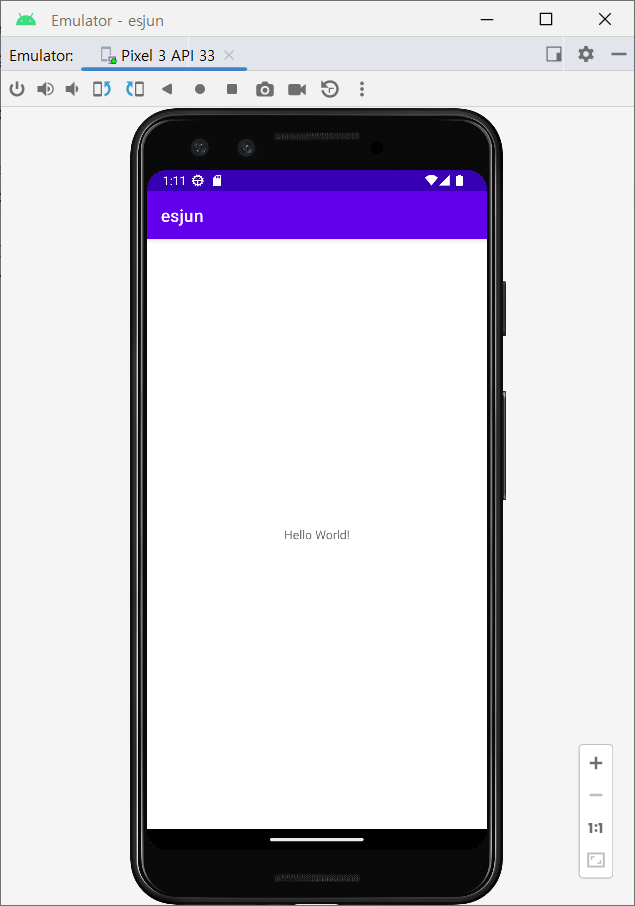 Emulator - esjun
Emulator: Pixel 3 API 33
1:11
esjun
Hello World!
1:1